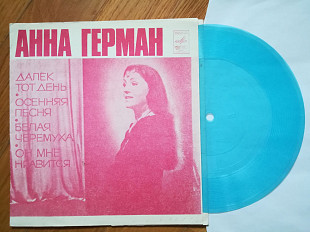 АННА ГЕРМАН
ДАЛЕК
ТОТ ДЕНЬ
•
ОСЕННЯЯ
ПЕСНЯ
•
БЕЛАЯ
ЧЕРЕМУХА
•
ОН МНЕ
НРАВИТСЯ